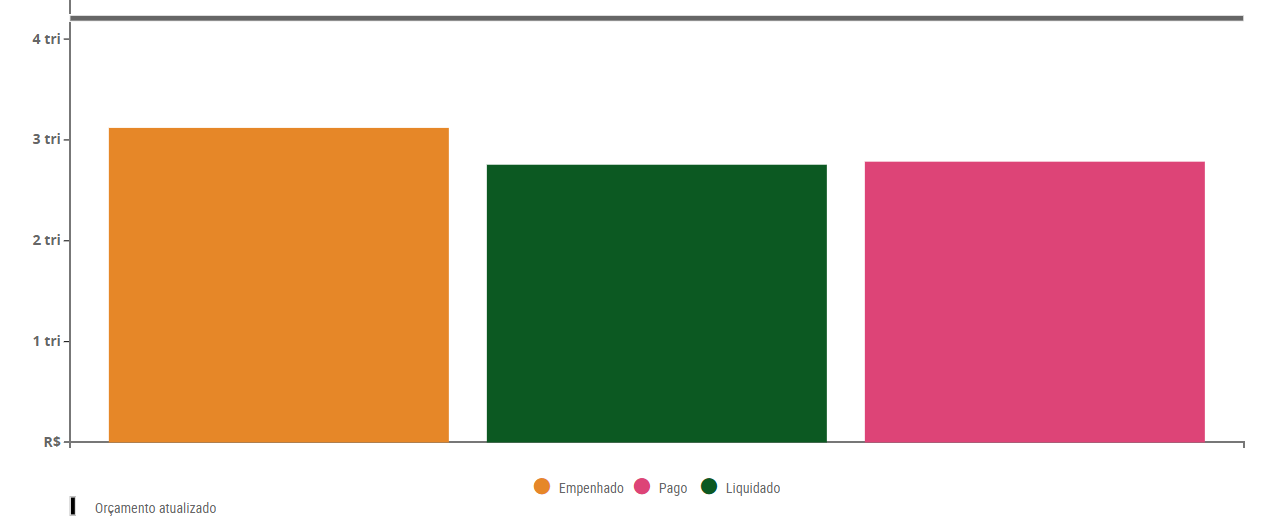 4 tri
3 tri
2 tri
1 tri
R$
Empenhado Pago Liquidado
Orçamento atualizado